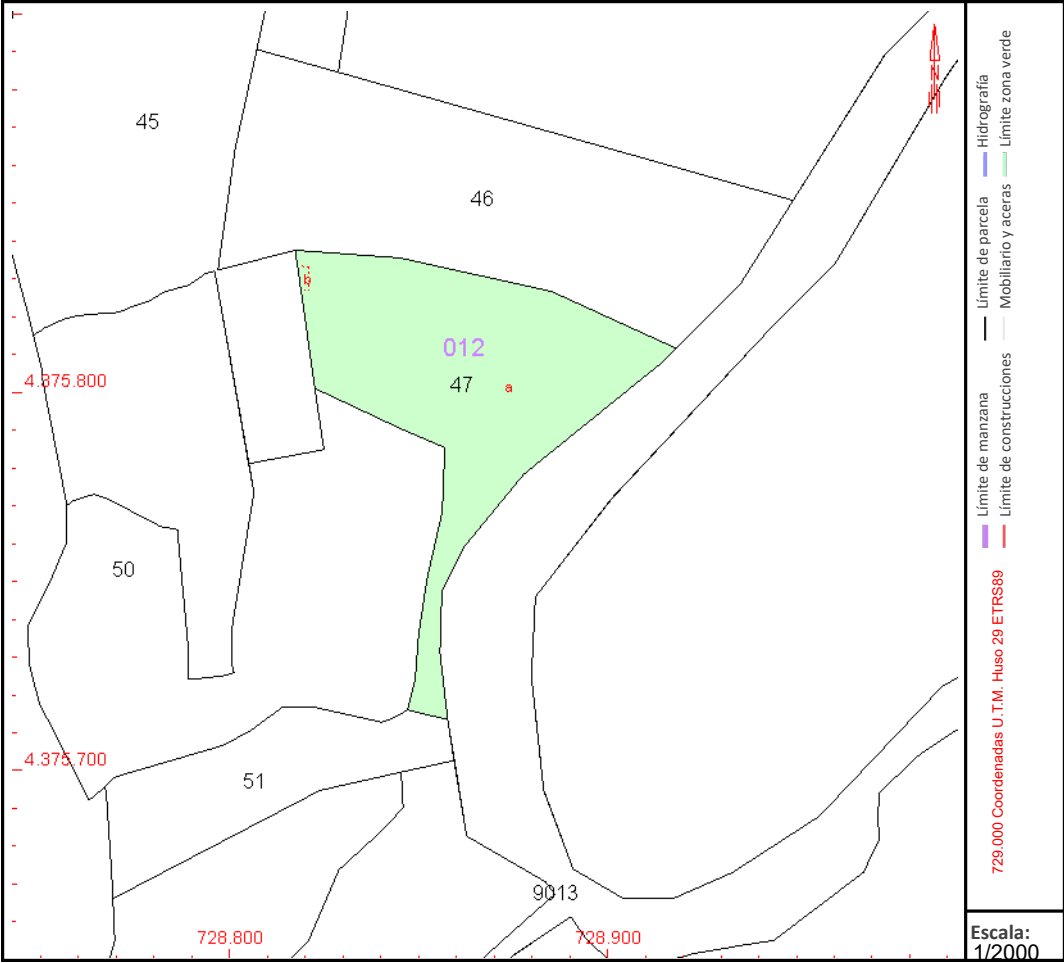 45
46
b
012
47 a
4.375.800
50
4.375.700
51
9013
728.800 728.900
N
Límite de manzana Límite de parcela Hidrografía
Límite de construcciones Mobiliario y aceras Límite zona verde
729.000 Coordenadas U.T.M. Huso 29 ETRS89
Escala:
1/2000